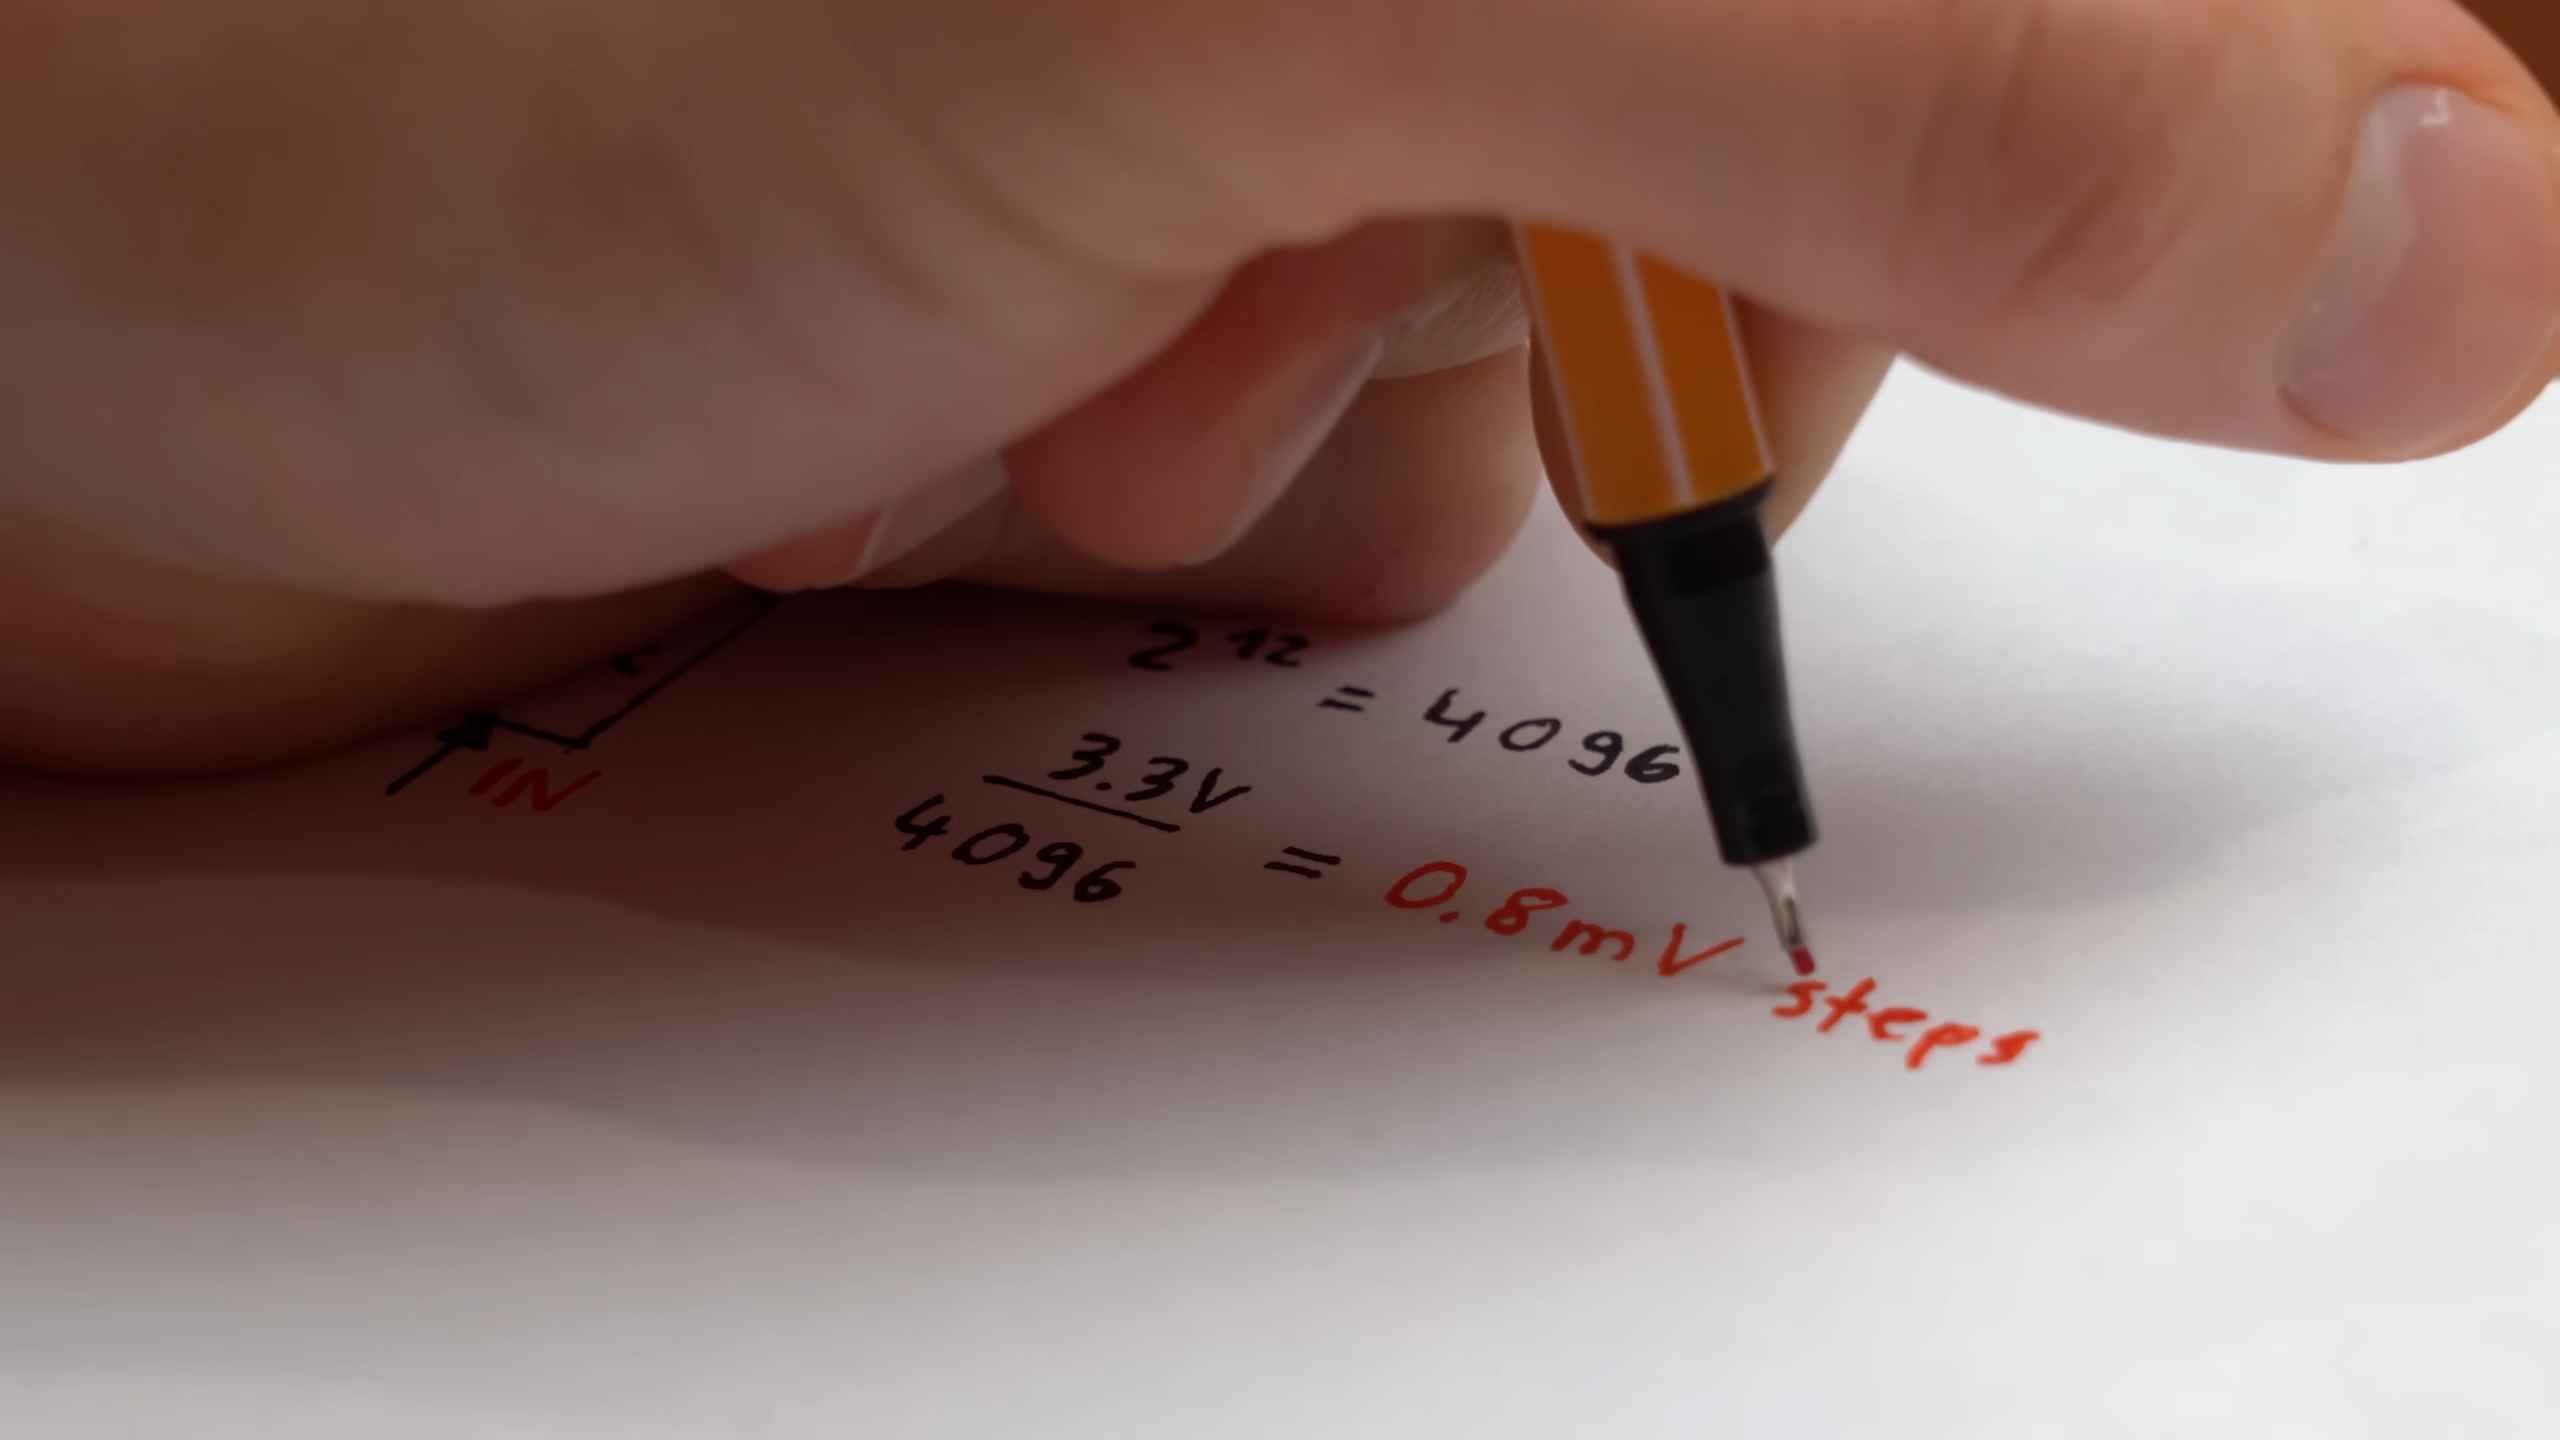 2¹² = 4096
3.3V
4096 = 0.8mV steps
IN